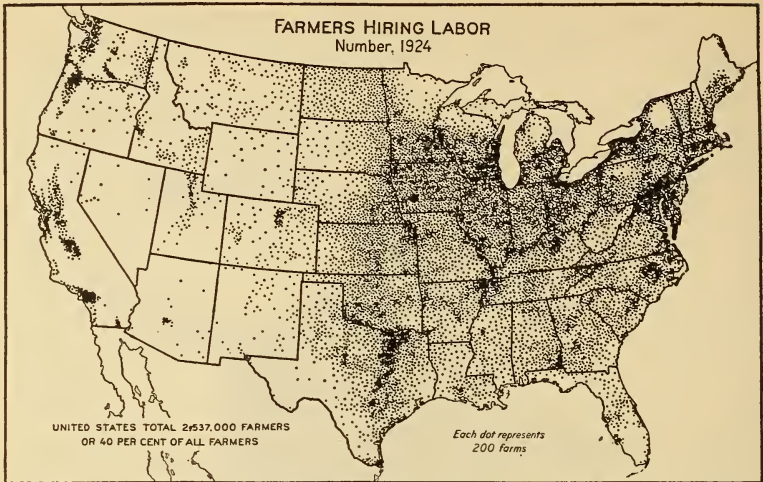 FARMERS HIRING LABOR
Number, 1924
UNITED STATES TOTAL 2,537,000 FARMERS
OR 40 PER CENT OF ALL FARMERS
Each dot represents
200 farms